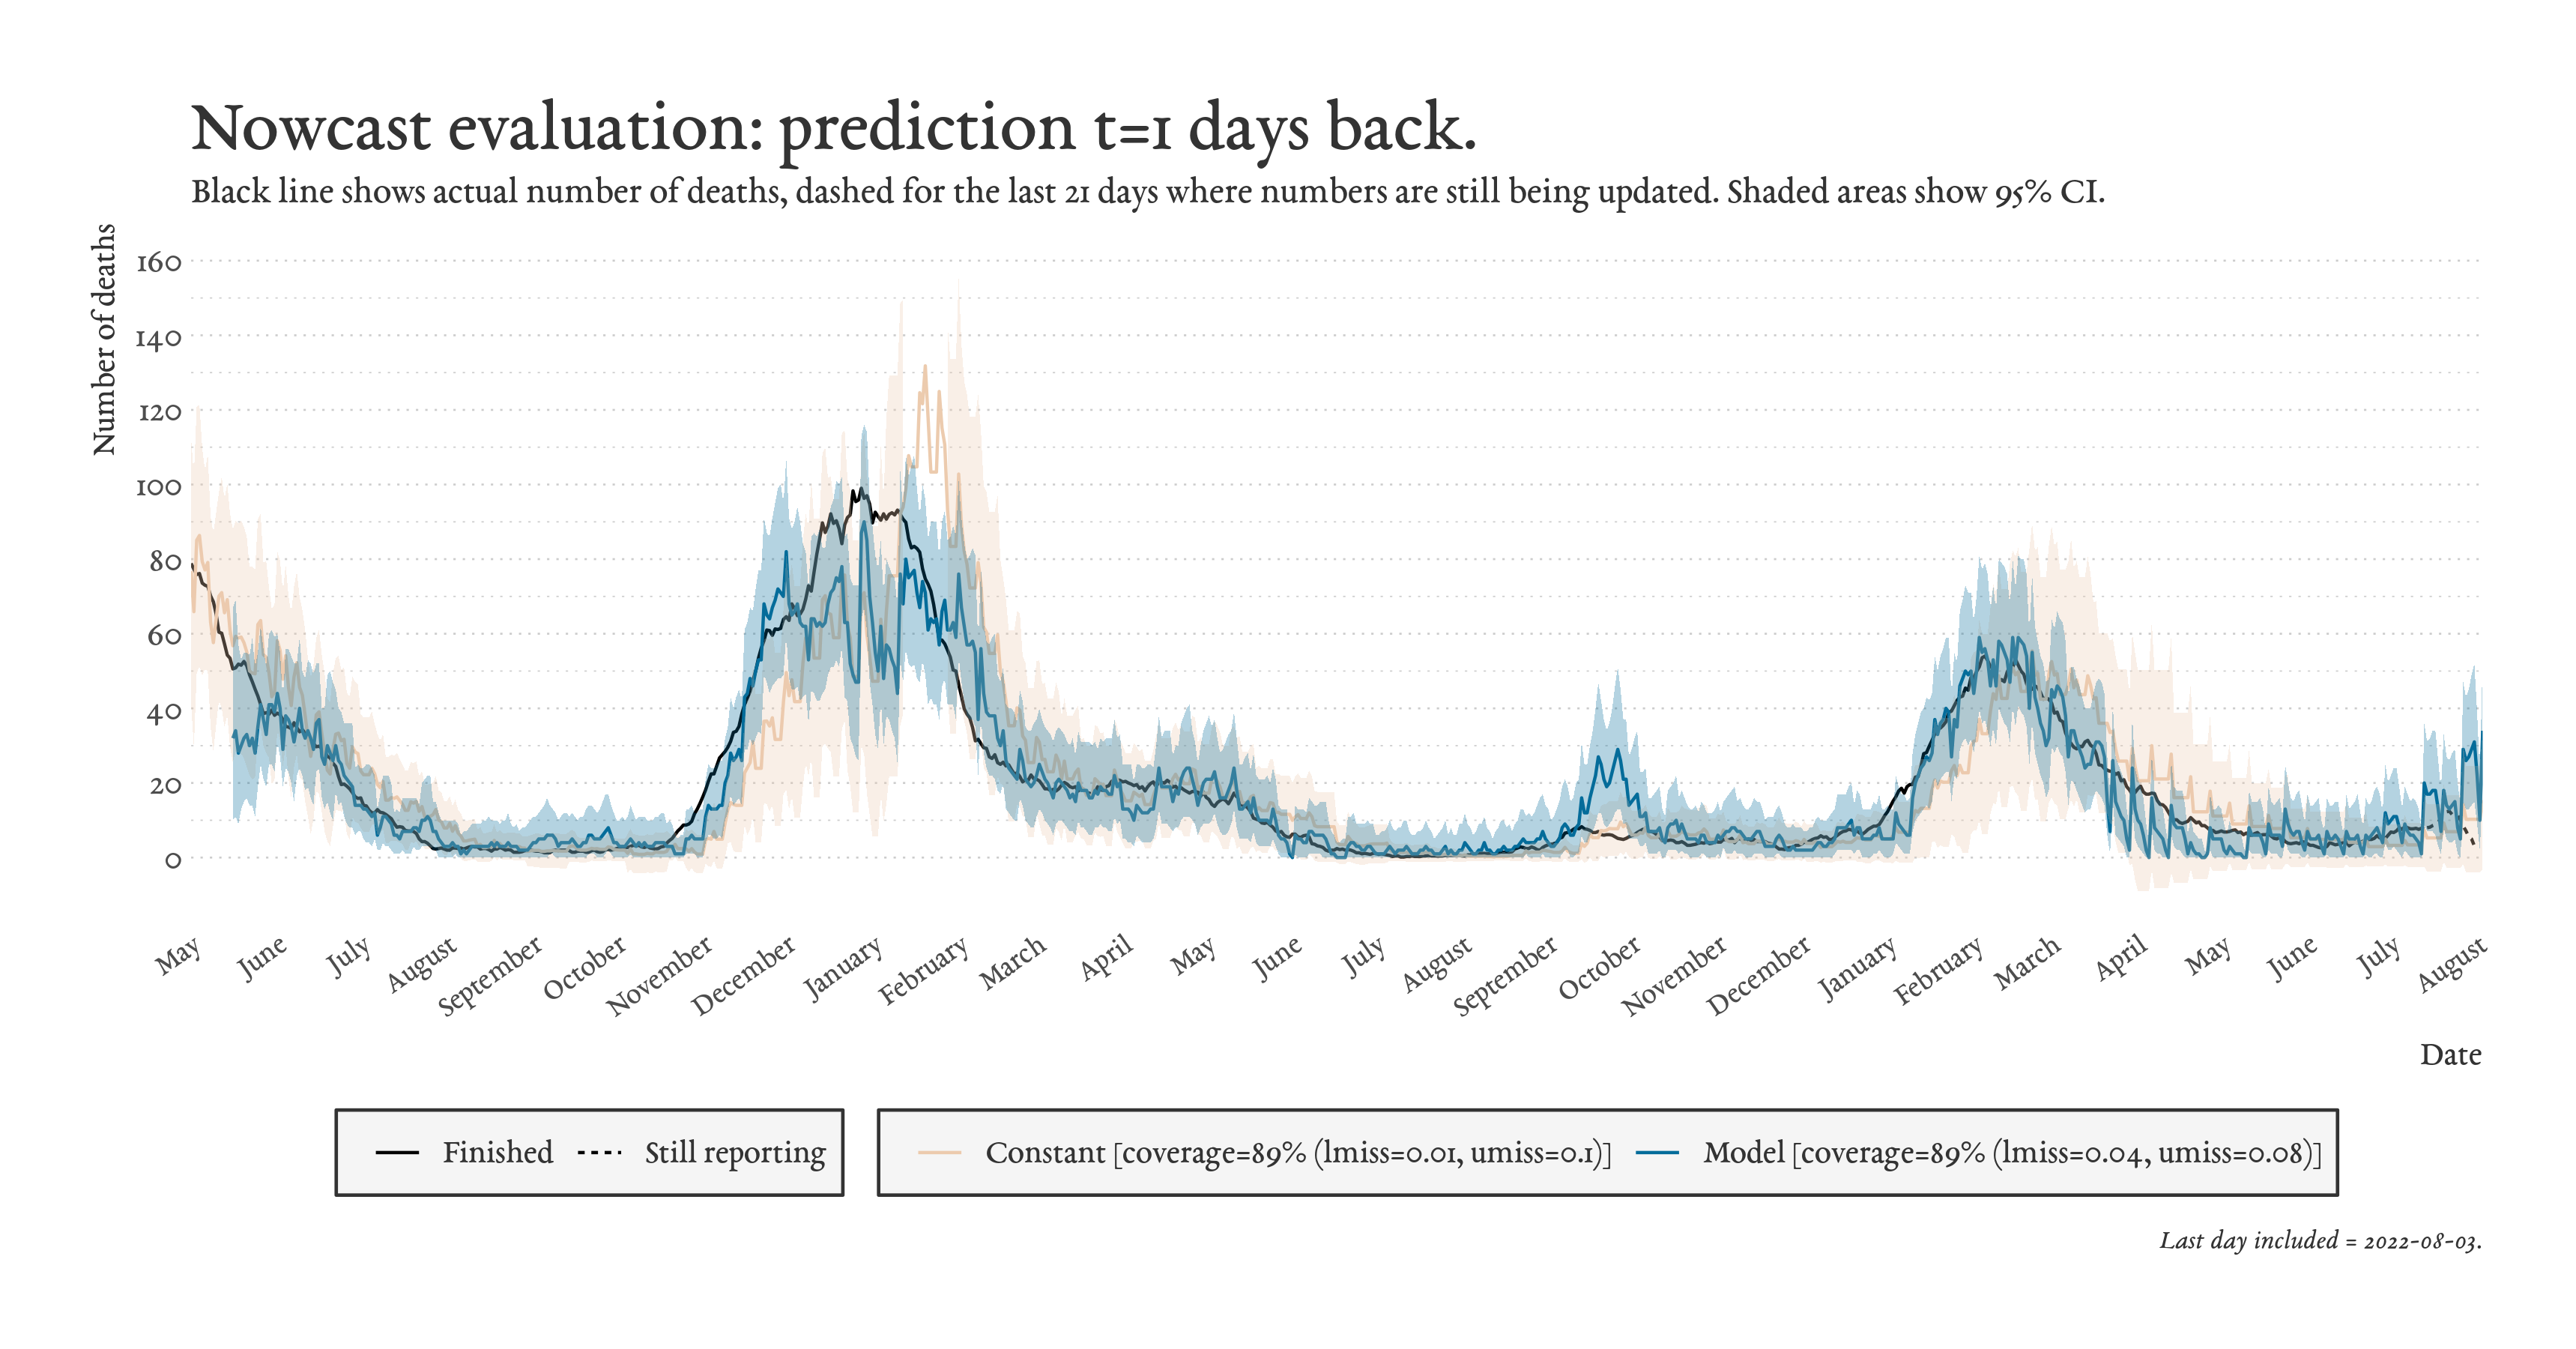 Nowcast evaluation: prediction t=1 days back.
Black line shows actual number of deaths, dashed for the last 21 days where numbers are still being updated. Shaded areas show 95% CI.
Number of deaths
160
140
120
100
80
60
40
20
0
May
June
July
August
September
October
November
December
January
February
March
April
May
June
July
August
September
October
November
December
January
February
March
April
May
June
July
August
Date
Finished
Still reporting
Constant [coverage=89% (lmiss=0.01, umiss=0.1)]
Model [coverage=89% (lmiss=0.04, umiss=0.08)]
Last day included = 2022-08-03.